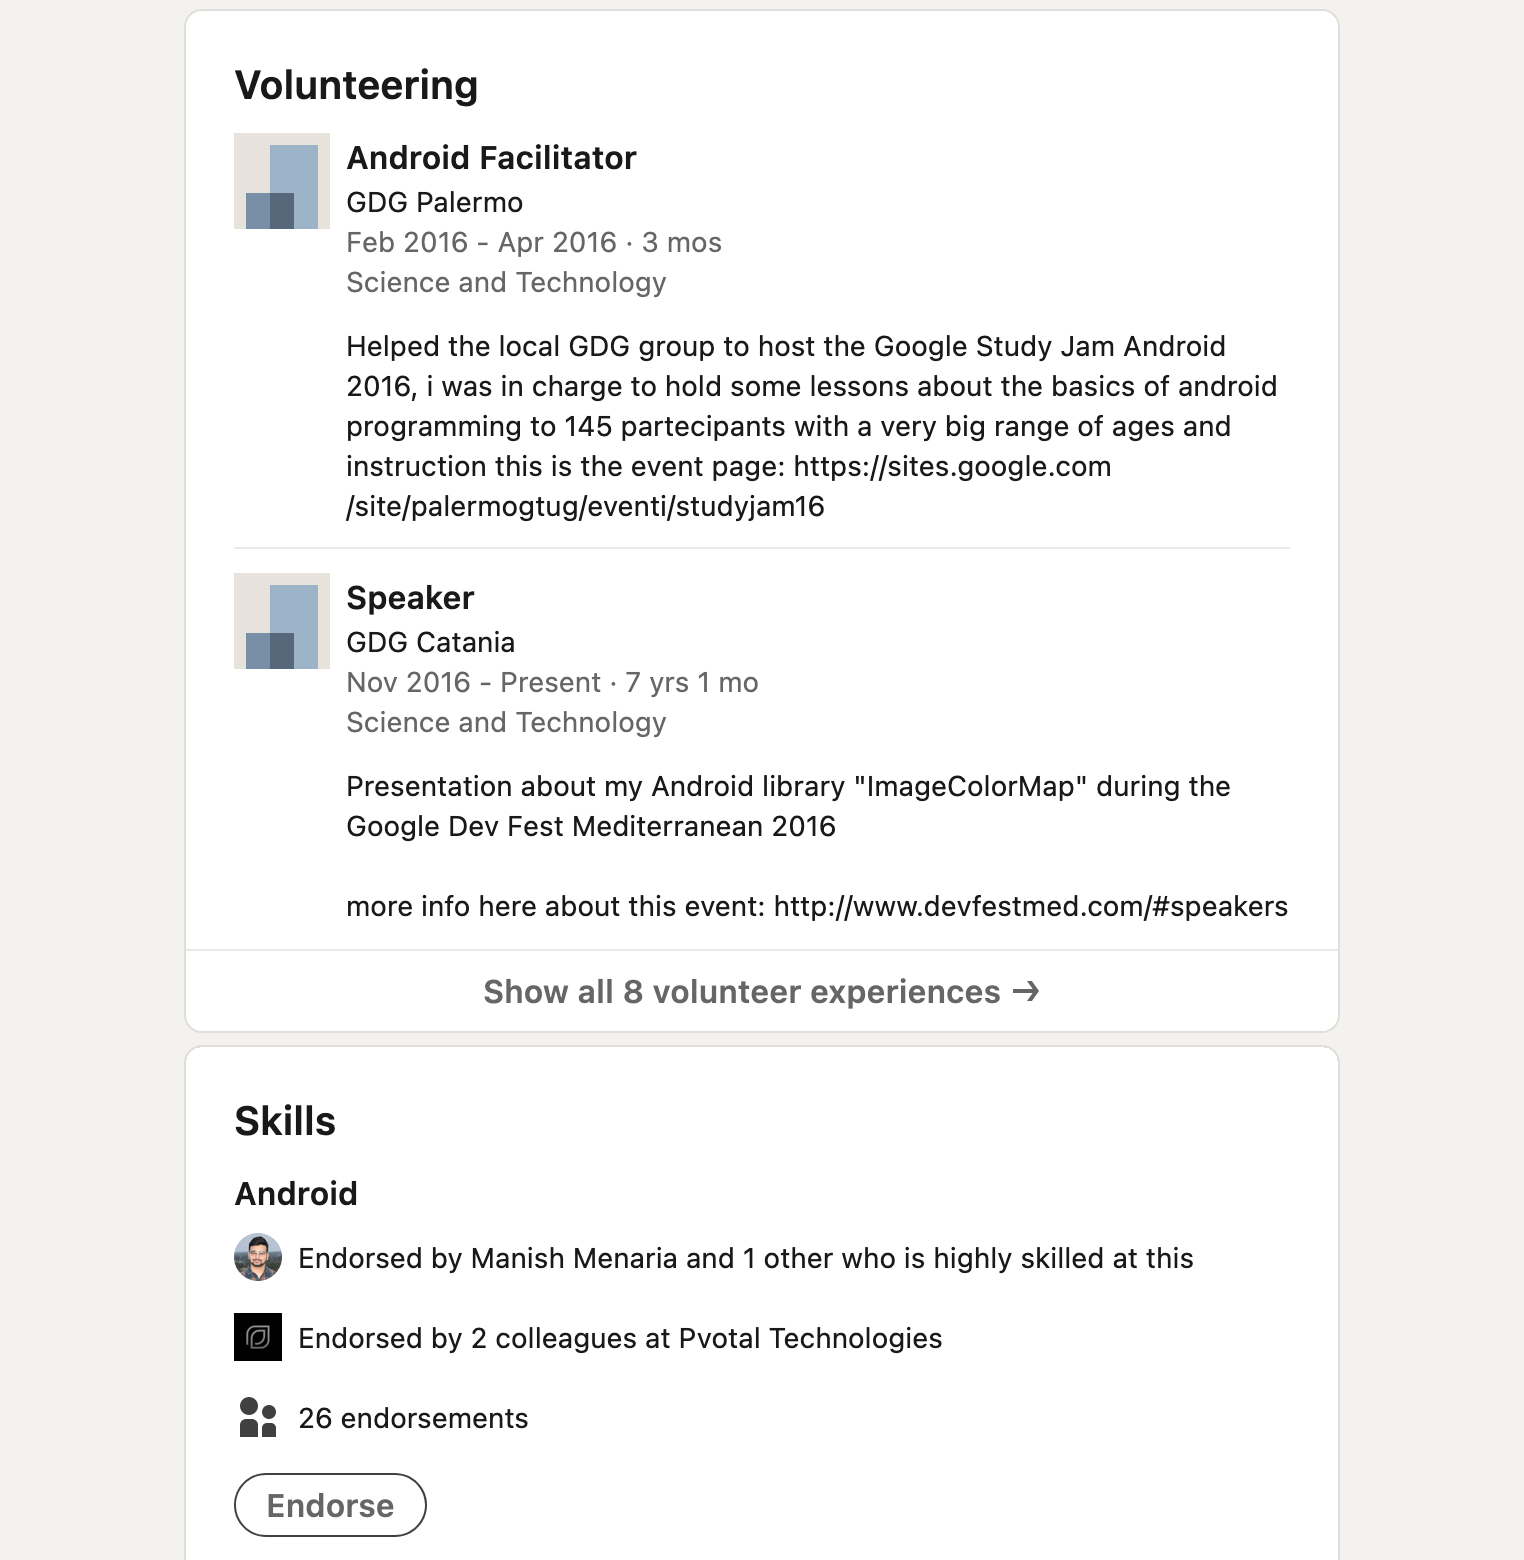 Volunteering
Android Facilitator
GDG Palermo
Feb 2016 - Apr 2016 · 3 mos
Science and Technology
Helped the local GDG group to host the Google Study Jam Android
2016, i was in charge to hold some lessons about the basics of android
programming to 145 partecipants with a very big range of ages and
instruction this is the event page: https://sites.google.com
/site/palermogtug/eventi/studyjam16
Speaker
GDG Catania
Nov 2016 - Present · 7 yrs 1 mo
Science and Technology
Presentation about my Android library "ImageColorMap" during the
Google Dev Fest Mediterranean 2016
more info here about this event: http://www.devfestmed.com/#speakers
Show all 8 volunteer experiences →
Skills
Android
Endorsed by Manish Menaria and 1 other who is highly skilled at this
Endorsed by 2 colleagues at Pvotal Technologies
26 endorsements
Endorse